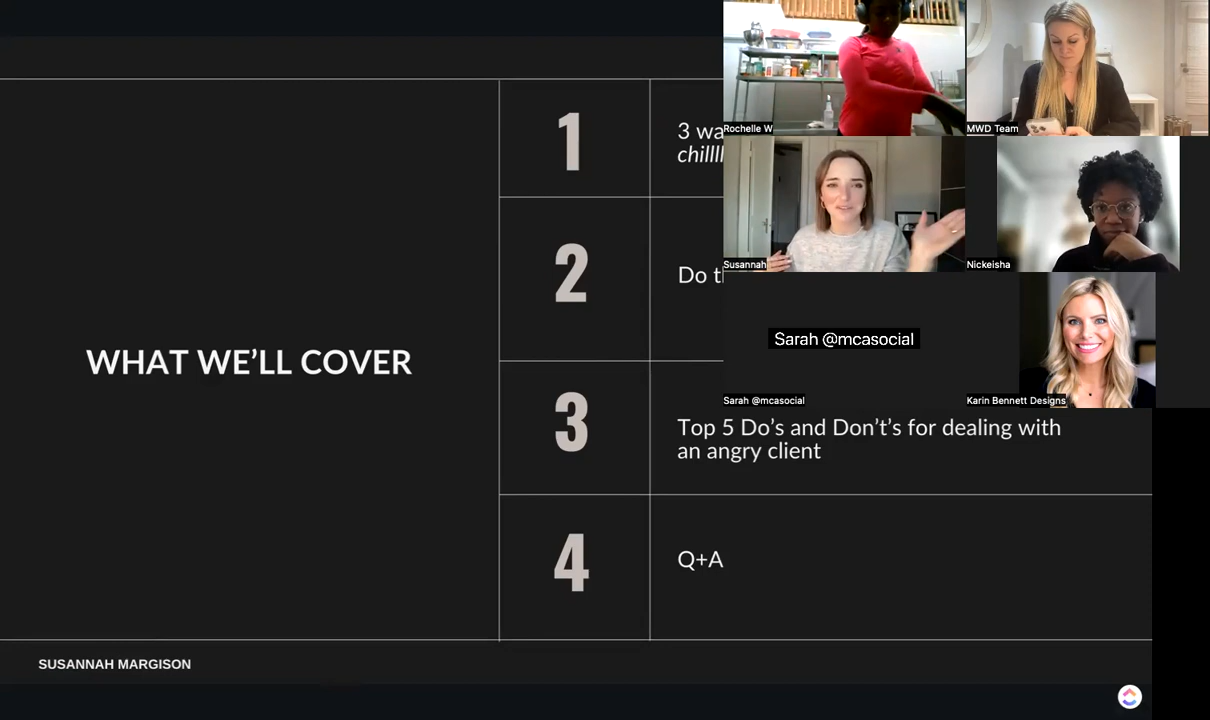 WHAT WE'LL COVER
1
3 wa
chilll
2
Do t
3
Top 5 Do's and Don't's for dealing with
an angry client
4
Q+A
SUSANNAH MARGISON
Rochelle W
MWD Team
Susannah
Nickeisha
Sarah @mcasocial
Sarah @mcasocial
Karin Bennett Designs